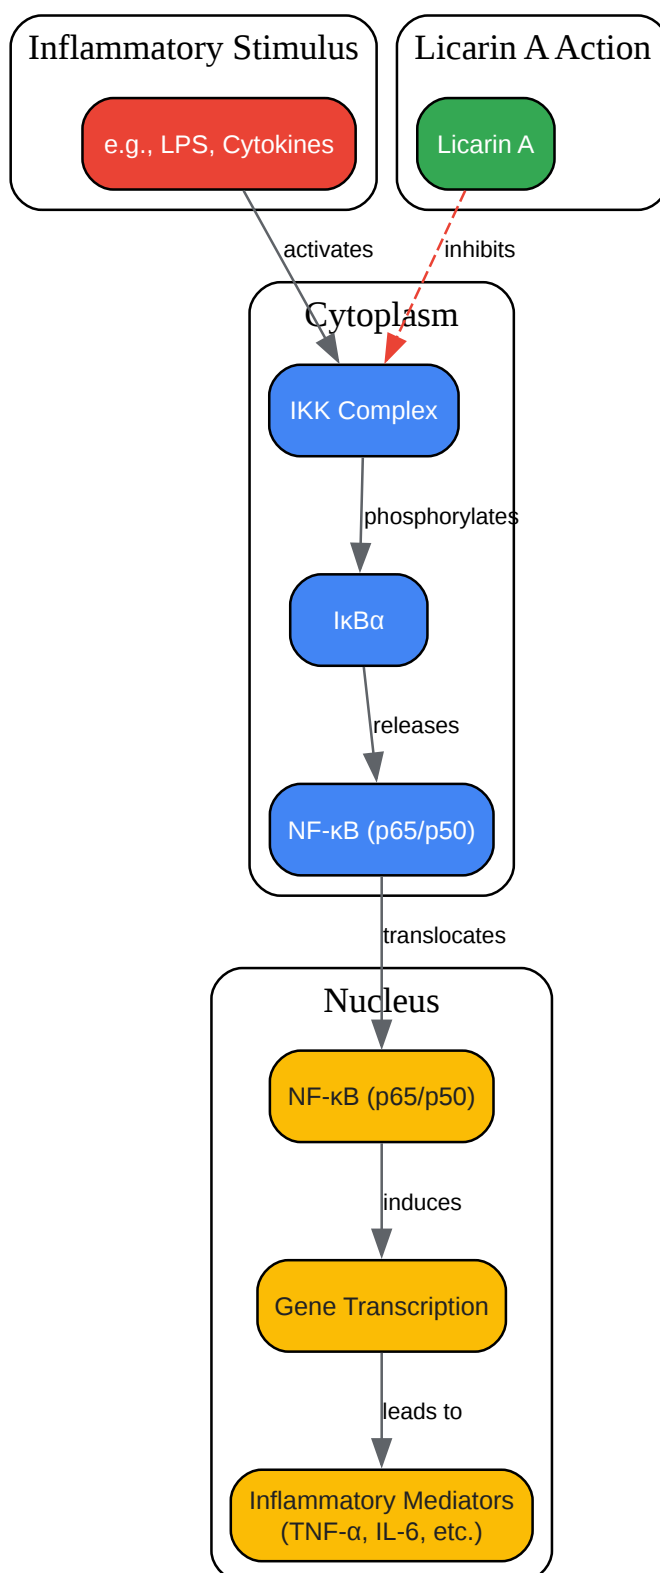 Inflammatory Stimulus
Licarin A Action
e.g., LPS, Cytokines
Licarin A
activates
inhibits
Cytoplasm
IKK Complex
phosphorylates
IκBα
releases
NF-κB (p65/p50)
translocates
Nucleus
NF-κB (p65/p50)
induces
Gene Transcription
leads to
Inflammatory Mediators
(TNF-α, IL-6, etc.)